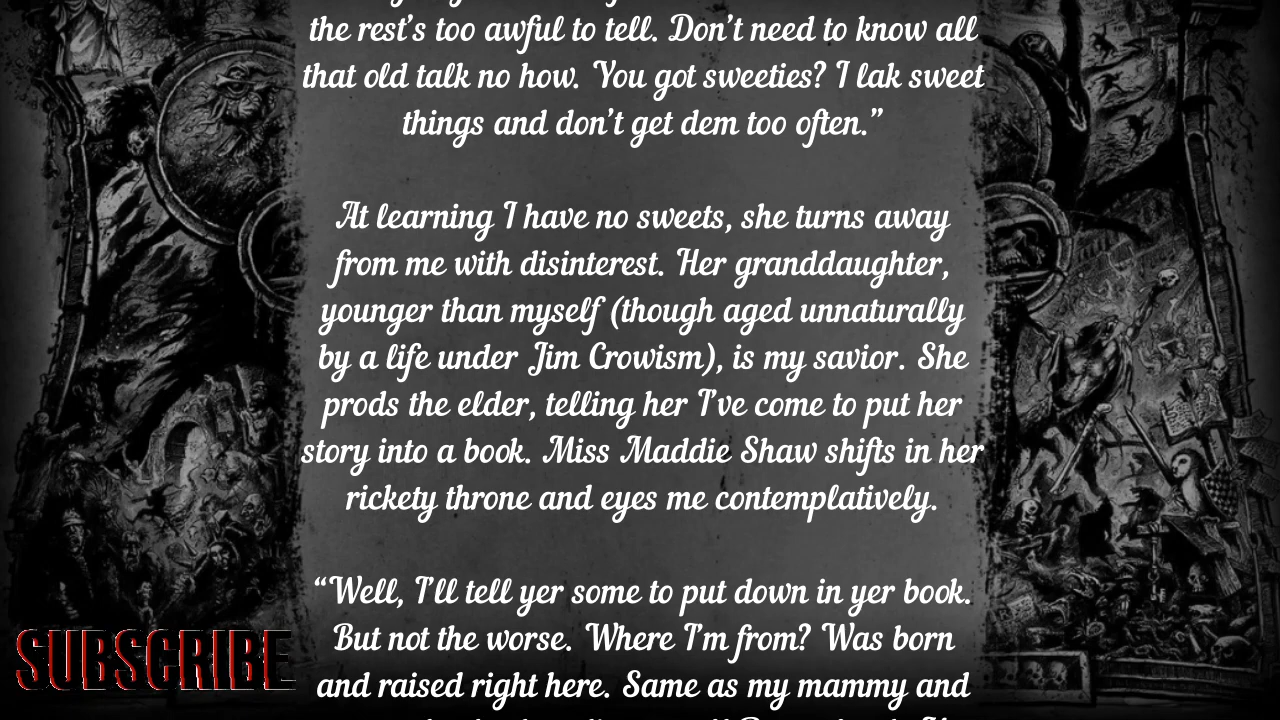 the rest's too awful to tell. Don't need to know all
that old talk no how. You got sweeties? I lak sweet
things and don't get dem too often.”
At learning I have no sweets, she turns away
from me with disinterest. Her granddaughter,
younger than myself (though aged unnaturally
by a life under Jim Crowism), is my savior. She
prods the elder, telling her I've come to put her
story into a book. Miss Maddie Shaw shifts in her
rickety throne and eyes me contemplatively.
“Well, I'll tell yer some to put down in yer book.
But not the worse. Where I'm from? Was born
and raised right here. Same as my mammy and
SUBSCRIBE